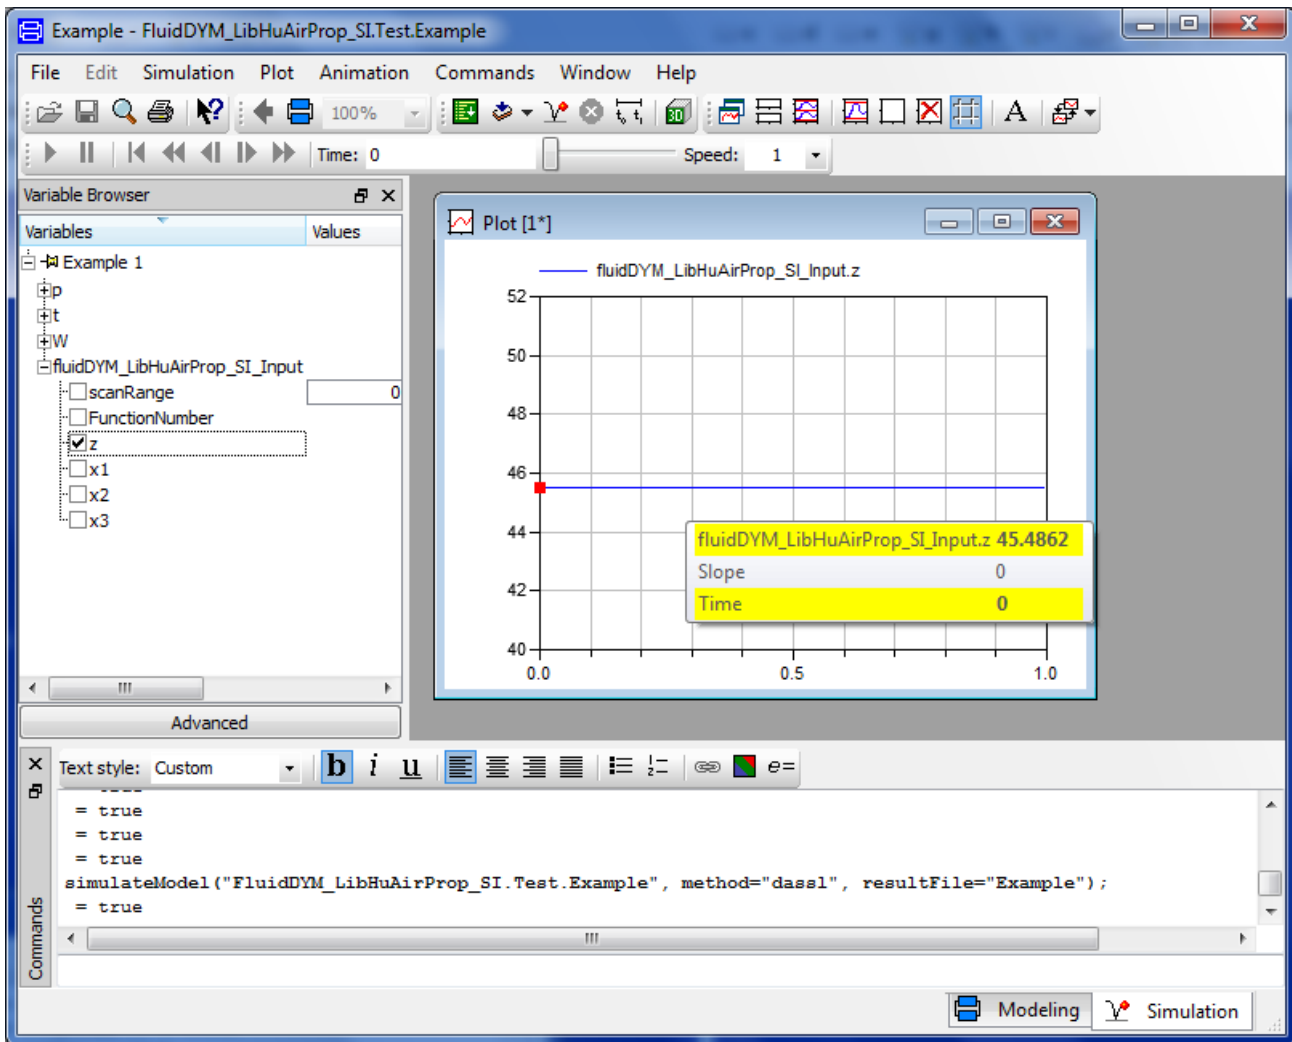 Example - FluidDYM_LibHuAirProp_SI.Test.Example
File Edit Simulation Plot Animation Commands Window Help
100%
3D
A
Time: 0 Speed: 1
Variable Browser
Variables Values
Example 1
p
t
W
fluidDYM_LibHuAirProp_SI_Input
scanRange 0
FunctionNumber
z
x1
x2
x3
Advanced
Plot [1*]
fluidDYM_LibHuAirProp_SI_Input.z
52
50
48
46
44
42
40
0.0 0.5 1.0
fluidDYM_LibHuAirProp_SI_Input.z 45.4862
Slope 0
Time 0
Text style: Custom b i u e=
= true
= true
= true
simulateModel("FluidDYM_LibHuAirProp_SI.Test.Example", method="dassl", resultFile="Example");
= true
Commands
Modeling Simulation